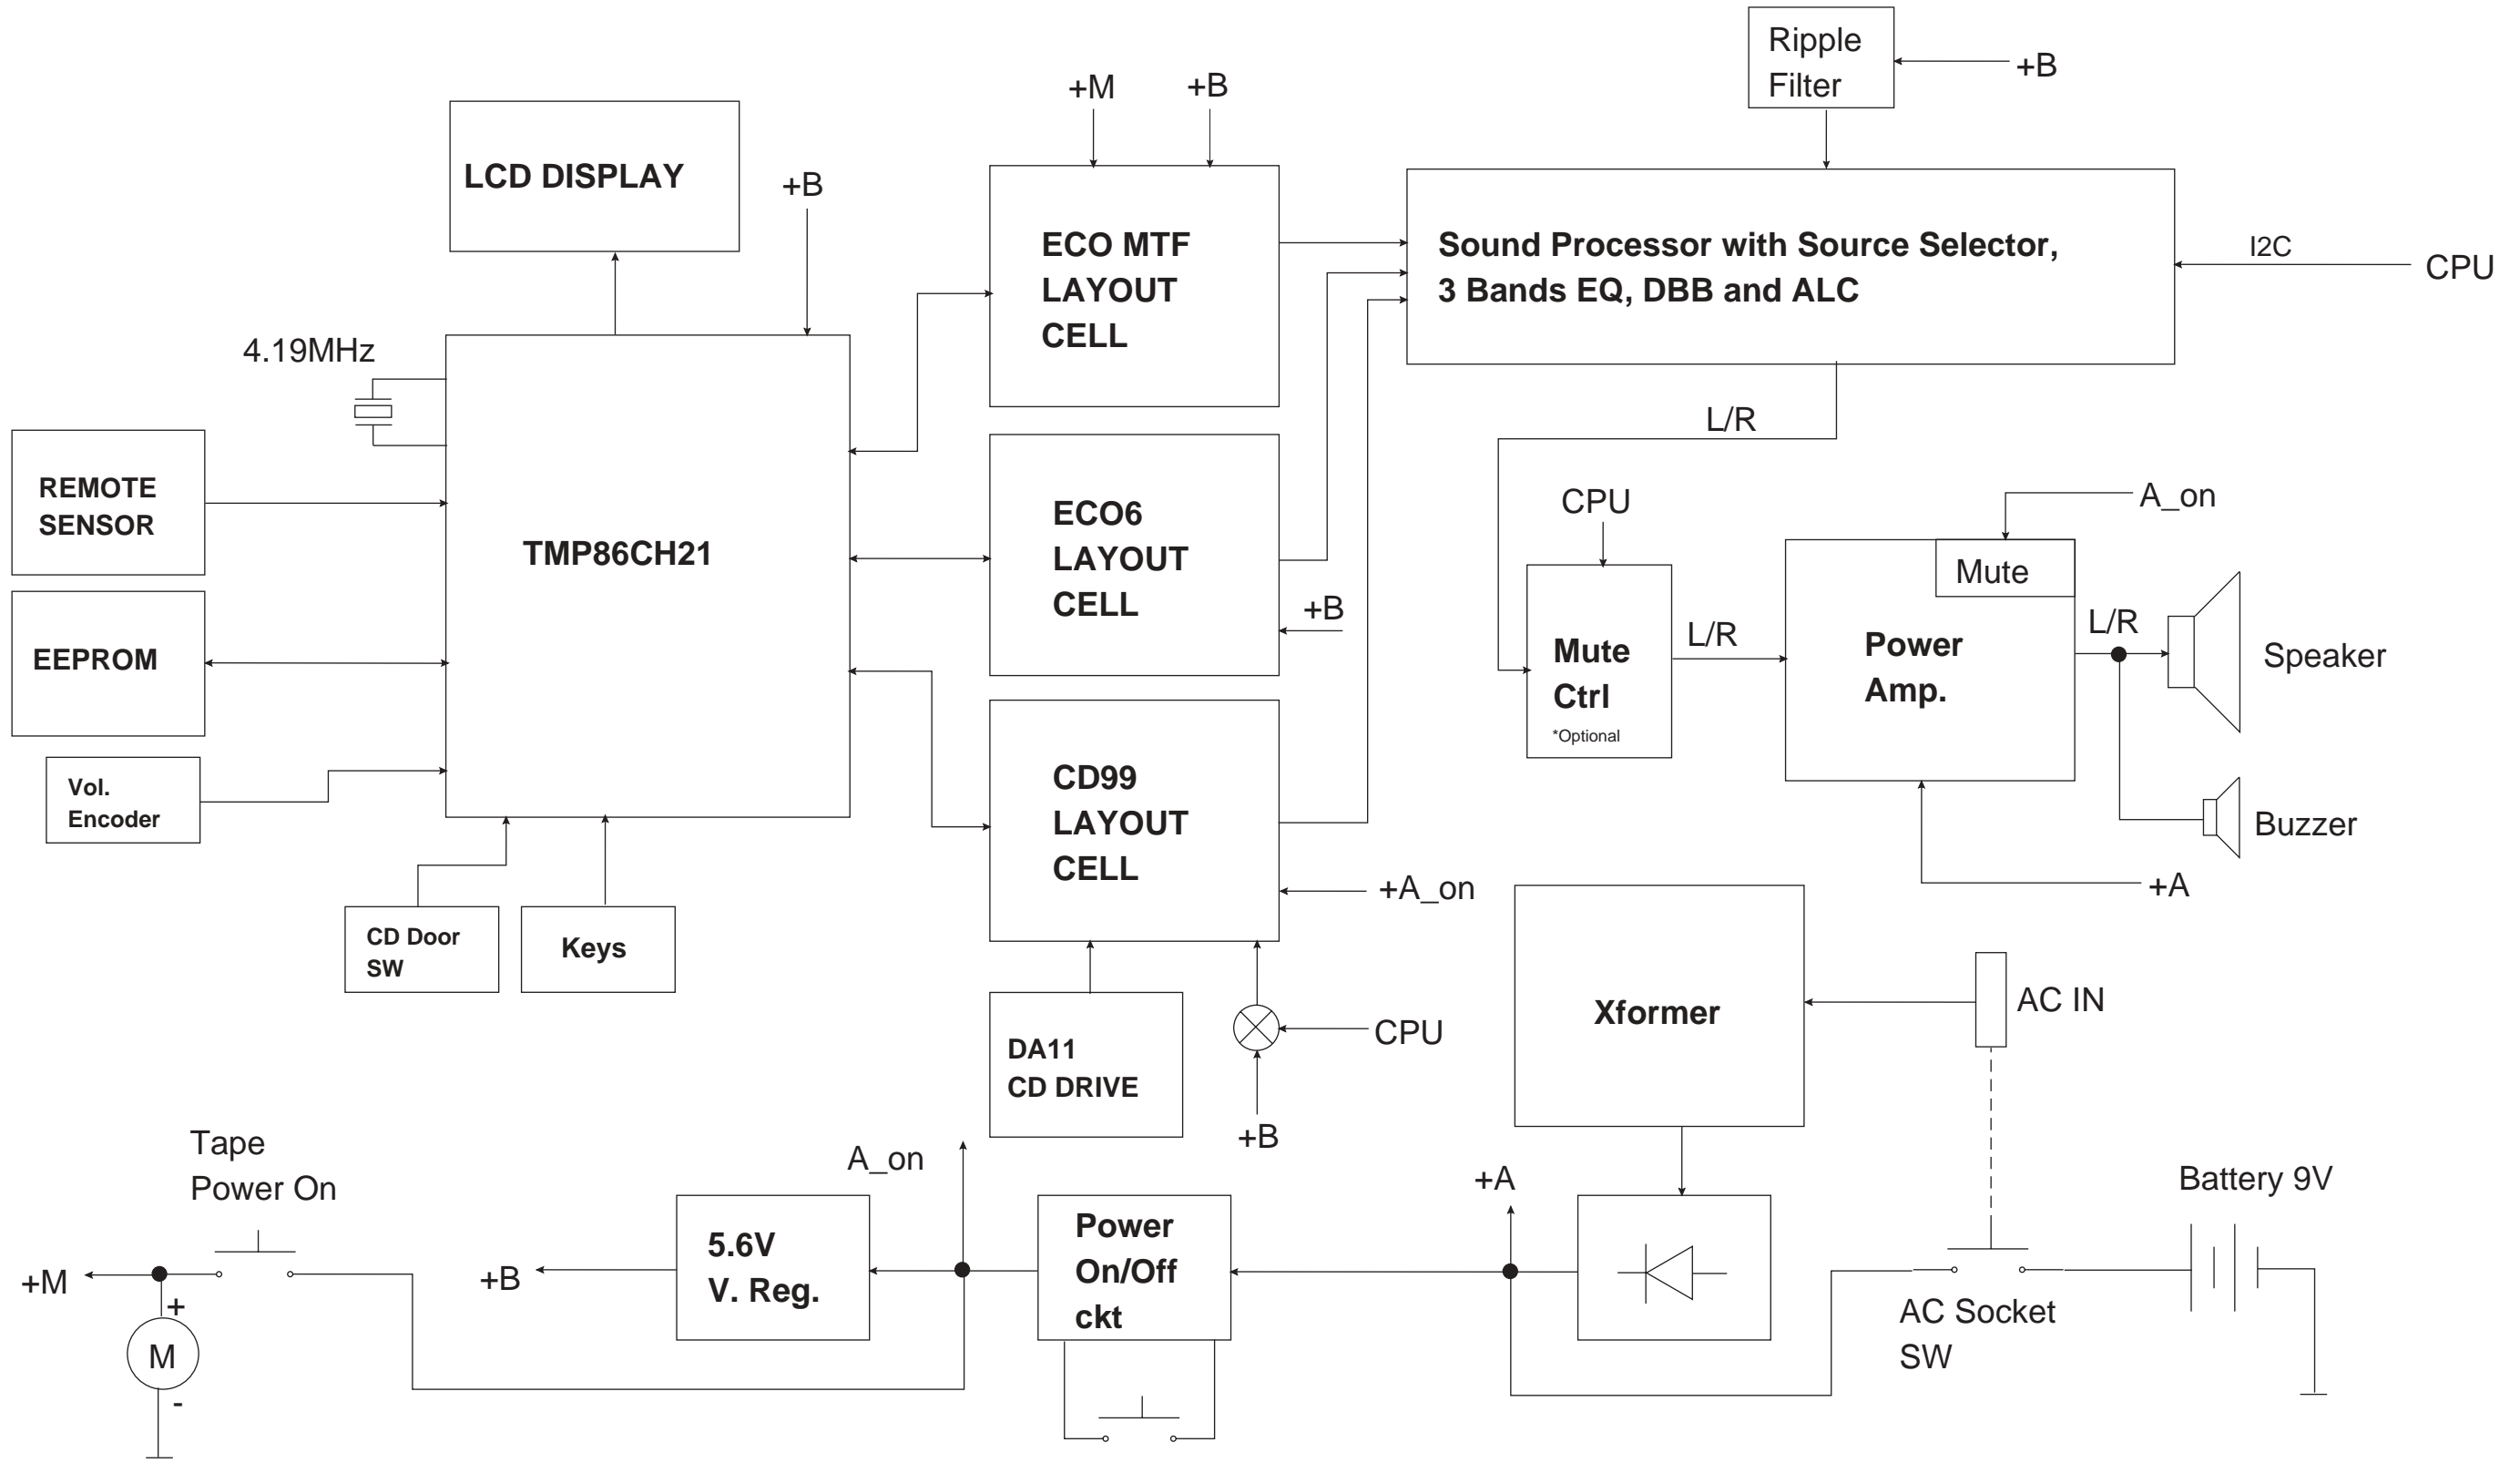 Ripple
Filter
+B
+M
+B
LCD DISPLAY
+B
ECO MTF
LAYOUT
CELL
Sound Processor with Source Selector,
3 Bands EQ, DBB and ALC
I2C
CPU
4.19MHz
L/R
REMOTE
SENSOR
TMP86CH21
ECO6
LAYOUT
CELL
+B
CPU
A_on
Mute
L/R
Mute
Ctrl
*Optional
L/R
Power
Amp.
Speaker
EEPROM
Vol.
Encoder
CD99
LAYOUT
CELL
Buzzer
+A_on
+A
CD Door
SW
Keys
Xformer
AC IN
DA11
CD DRIVE
CPU
+B
Tape
Power On
A_on
+A
Battery 9V
+M
+
M
-
+B
5.6V
V. Reg.
Power
On/Off
ckt
AC Socket
SW